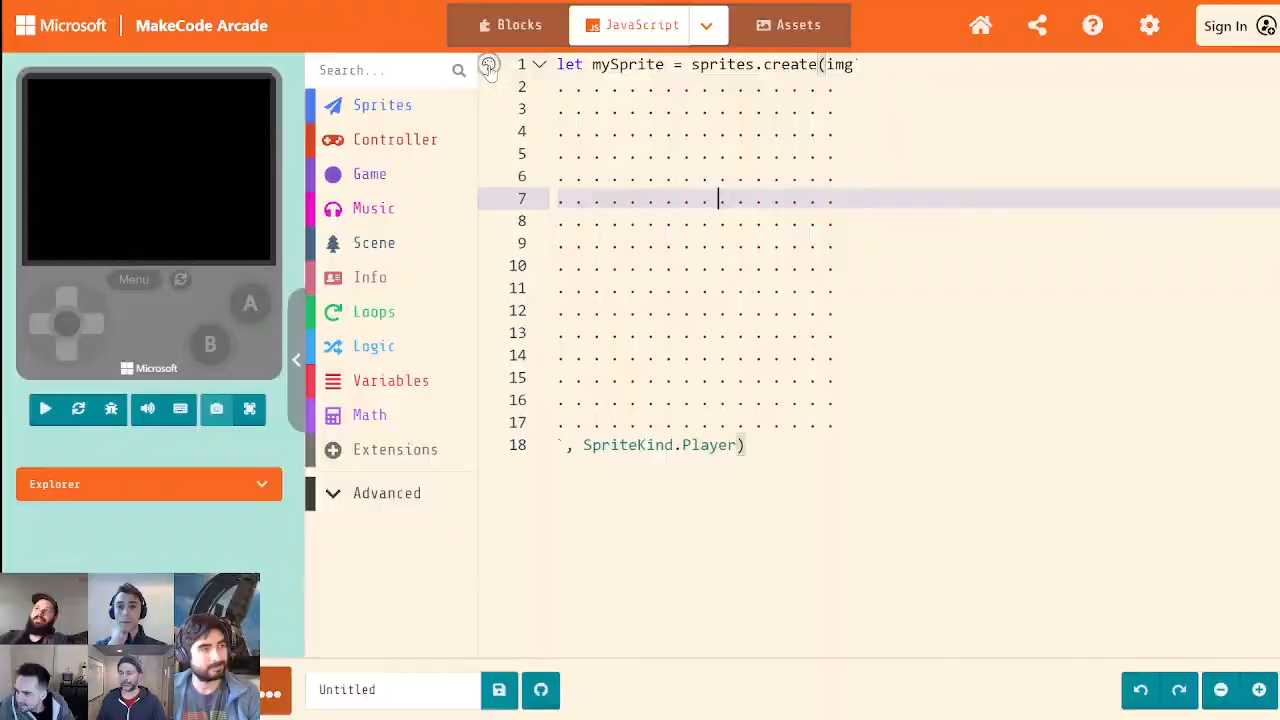 Microsoft MakeCode Arcade Blocks JavaScript Assets Sign In
Search...
Sprites
Controller
Game
Music
Scene
Info
Loops
Logic
Variables
Math
Extensions
Advanced
Menu
A
B
Microsoft
Explorer
1 let mySprite = sprites.create(img`
2 . . . . . . . . . . . . . . . .
3 . . . . . . . . . . . . . . . .
4 . . . . . . . . . . . . . . . .
5 . . . . . . . . . . . . . . . .
6 . . . . . . . . . . . . . . . .
7 . . . . . . . . . . . . . . . .
8 . . . . . . . . . . . . . . . .
9 . . . . . . . . . . . . . . . .
10 . . . . . . . . . . . . . . . .
11 . . . . . . . . . . . . . . . .
12 . . . . . . . . . . . . . . . .
13 . . . . . . . . . . . . . . . .
14 . . . . . . . . . . . . . . . .
15 . . . . . . . . . . . . . . . .
16 . . . . . . . . . . . . . . . .
17 . . . . . . . . . . . . . . . .
18 `, SpriteKind.Player)
Untitled